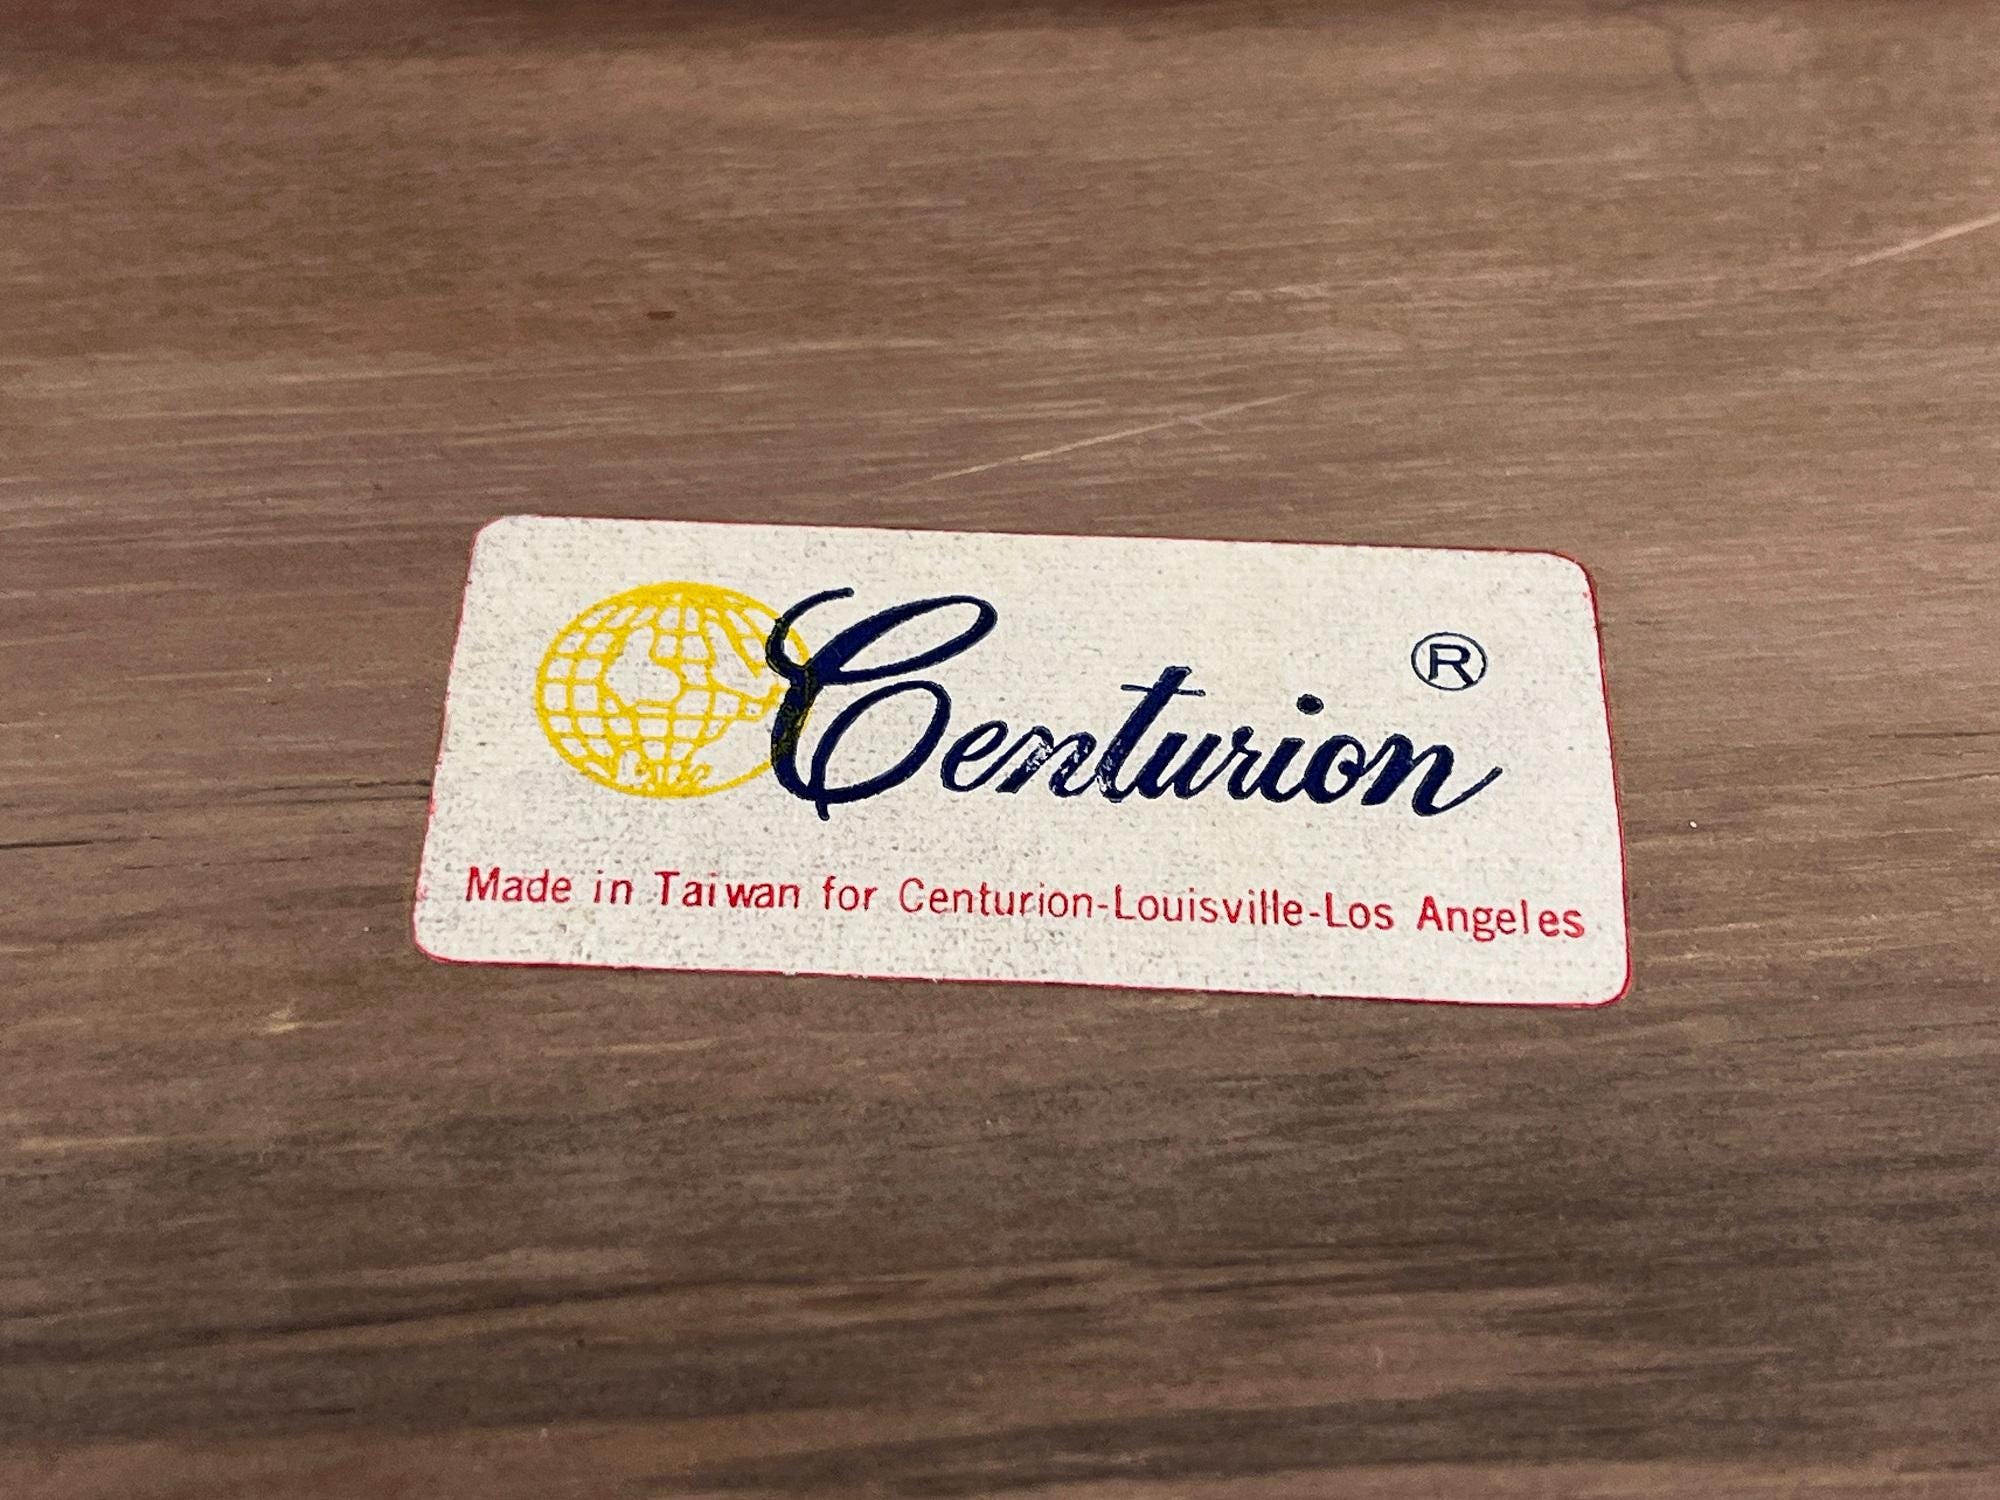 Centurion ®
Made in Taiwan for Centurion-Louisville-Los Angeles